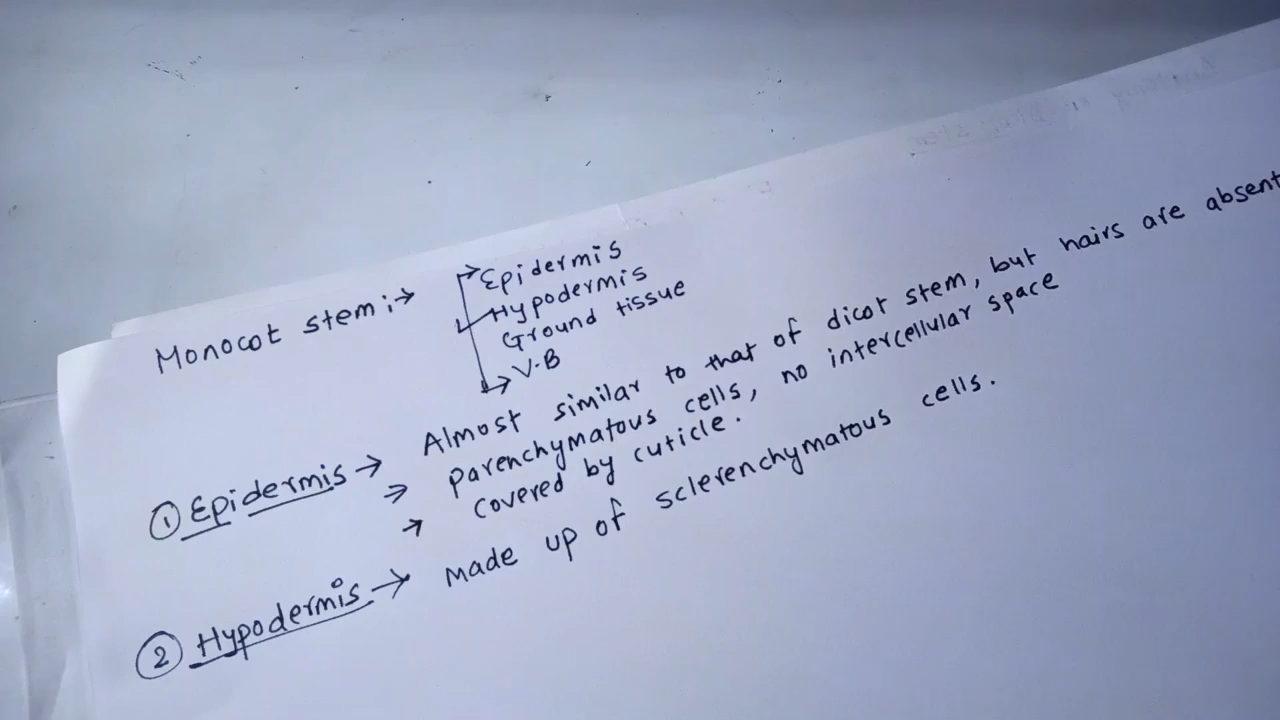 Monocot stem :→
→ Epidermis
→ Hypodermis
Ground tissue
→ V.B
① Epidermis → Almost similar to that of dicot stem, but hairs are absent
→ parenchymatous cells, no intercellular space
→ covered by cuticle.
② Hypodermis → Made up of sclerenchymatous cells.